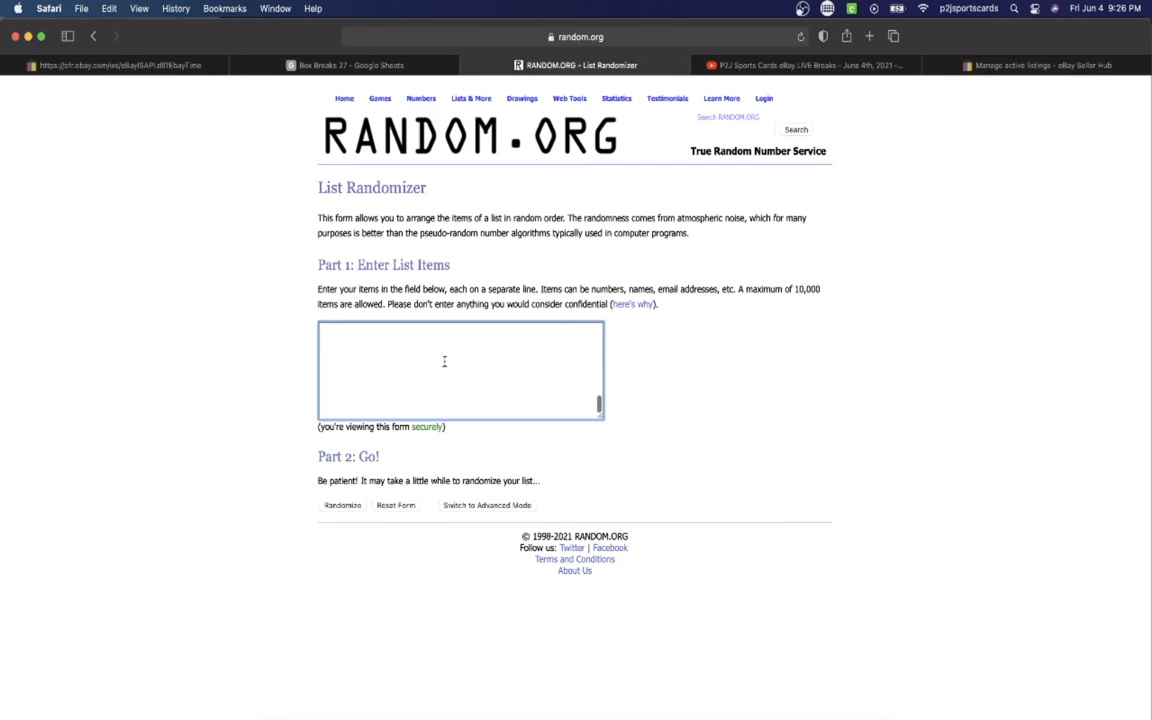 Safari File Edit View History Bookmarks Window Help p2jsportscards Fri Jun 4 9:26 PM
random.org
https://cfr.ebay.com/ws/eBayISAPI.dll?EbayTime Box Breaks 27 - Google Sheets RANDOM.ORG - List Randomizer P2J Sports Cards eBay LIVE Breaks - June 4th, 2021 -... Manage active listings - eBay Seller Hub
Home Games Numbers Lists & More Drawings Web Tools Statistics Testimonials Learn More Login
Search RANDOM.ORG
RANDOM.ORG
Search
True Random Number Service
List Randomizer
This form allows you to arrange the items of a list in random order. The randomness comes from atmospheric noise, which for many
purposes is better than the pseudo-random number algorithms typically used in computer programs.
Part 1: Enter List Items
Enter your items in the field below, each on a separate line. Items can be numbers, names, email addresses, etc. A maximum of 10,000
items are allowed. Please don't enter anything you would consider confidential (here's why).
(you're viewing this form securely)
Part 2: Go!
Be patient! It may take a little while to randomize your list...
Randomize Reset Form Switch to Advanced Mode
© 1998-2021 RANDOM.ORG
Follow us: Twitter | Facebook
Terms and Conditions
About Us